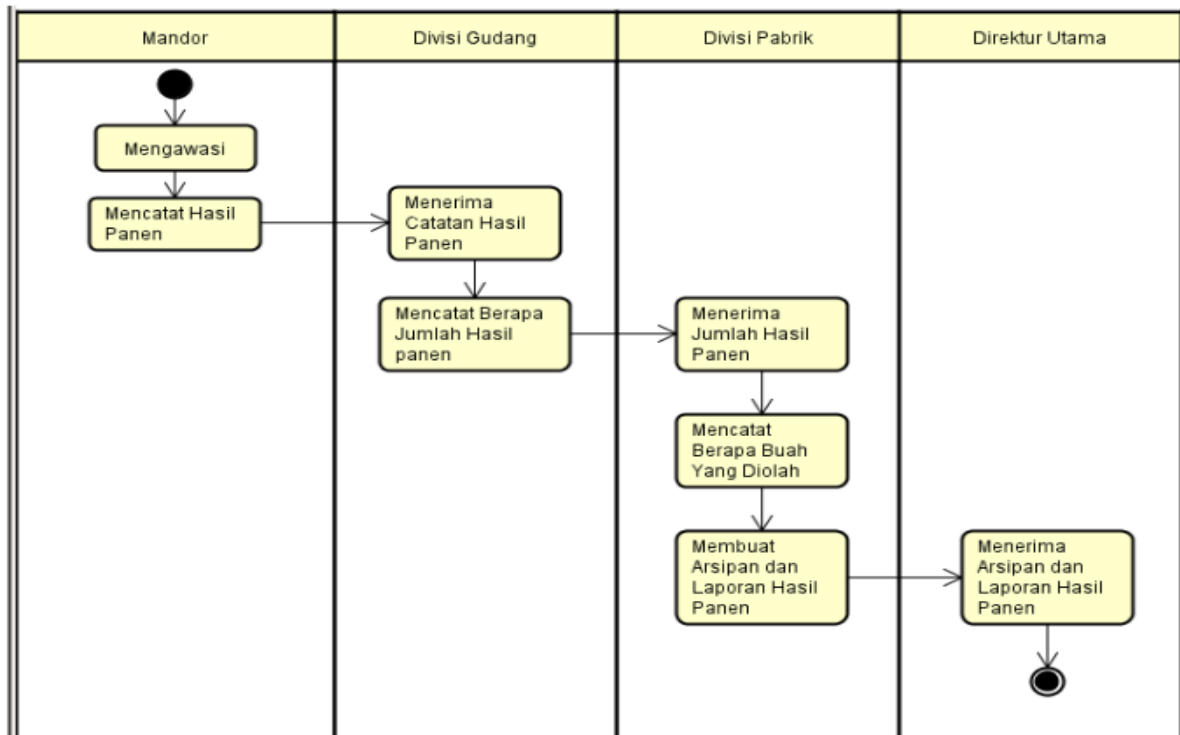 Mandor
Divisi Gudang
Divisi Pabrik
Direktur Utama
Mengawasi
Mencatat Hasil
Panen
Menerima
Catatan Hasil
Panen
Mencatat Berapa
Jumlah Hasil
panen
Menerima
Jumlah Hasil
Panen
Mencatat
Berapa Buah
Yang Diolah
Membuat
Arsipan dan
Laporan Hasil
Panen
Menerima
Arsipan dan
Laporan Hasil
Panen